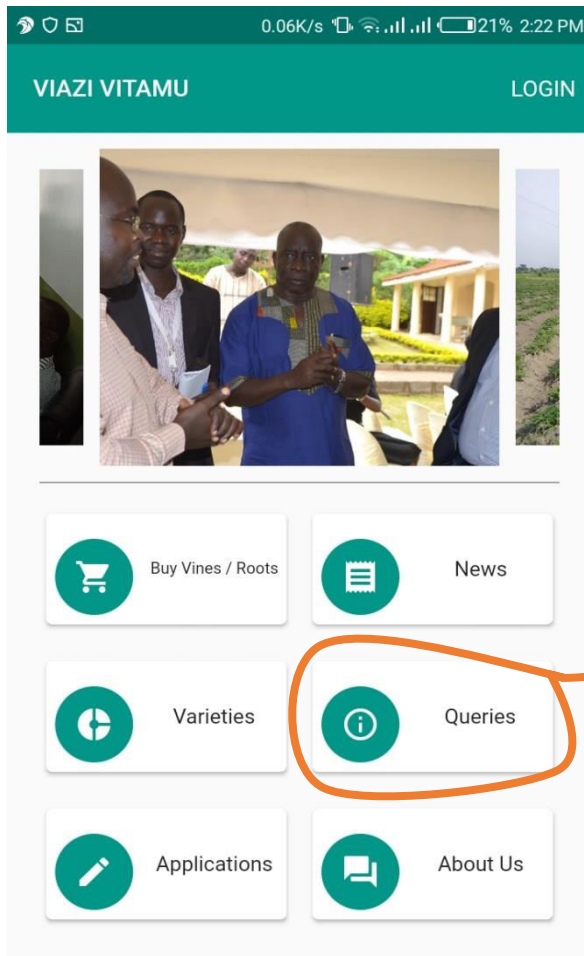 0.06K/s 21% 2:22 PM
VIAZI VITAMU LOGIN
Buy Vines / Roots News
Varieties Queries
Applications About Us